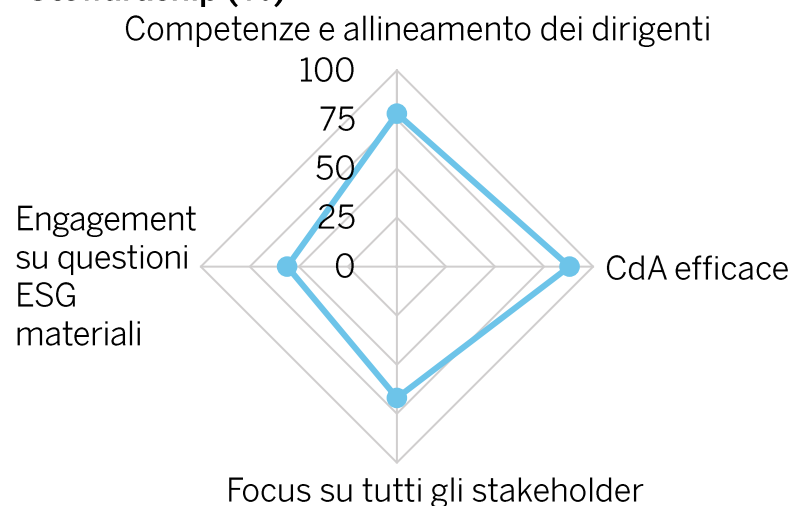 Competenze e allineamento dei dirigenti
100
75
50
25
0
Engagement
su questioni
ESG
materiali
CdA efficace
Focus su tutti gli stakeholder